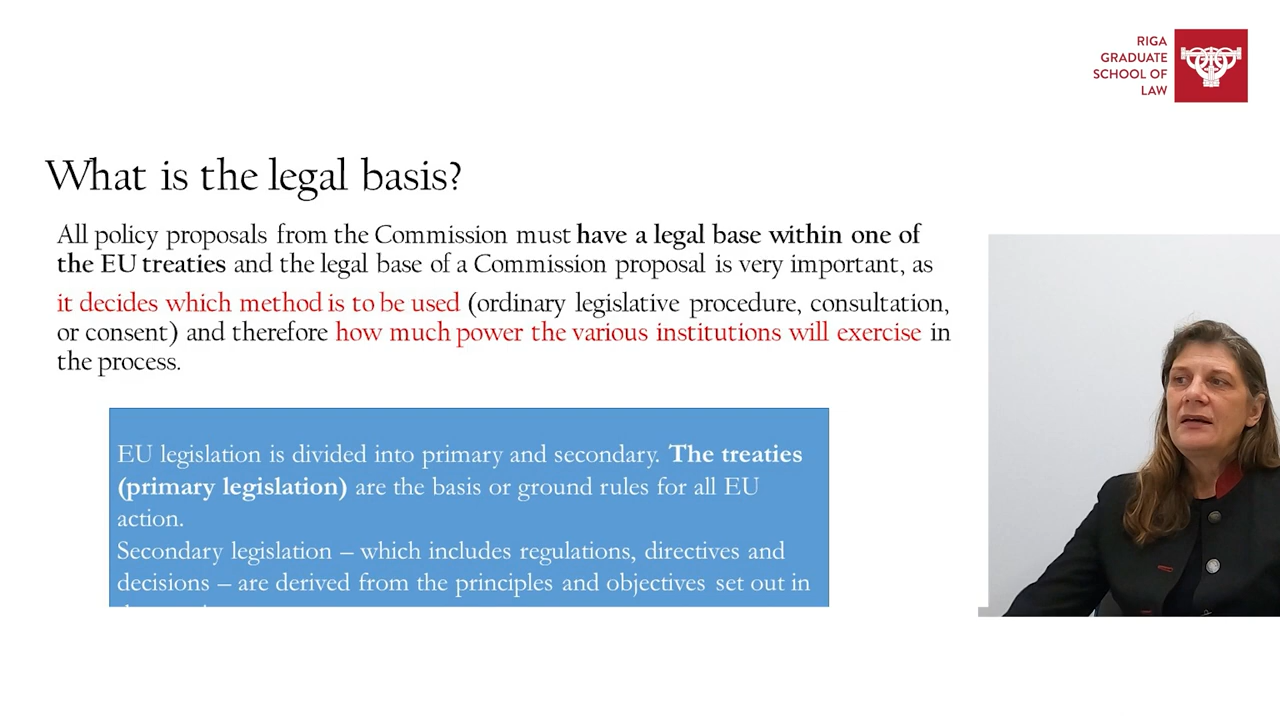 RIGA
GRADUATE
SCHOOL OF
LAW
What is the legal basis?
All policy proposals from the Commission must have a legal base within one of
the EU treaties and the legal base of a Commission proposal is very important, as
it decides which method is to be used (ordinary legislative procedure, consultation,
or consent) and therefore how much power the various institutions will exercise in
the process.
EU legislation is divided into primary and secondary. The treaties
(primary legislation) are the basis or ground rules for all EU
action.
Secondary legislation – which includes regulations, directives and
decisions – are derived from the principles and objectives set out in